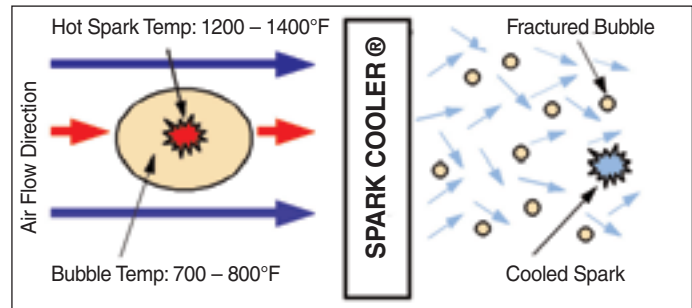 Hot Spark Temp: 1200 – 1400°F
Fractured Bubble
Air Flow Direction
SPARK COOLER ®
Bubble Temp: 700 – 800°F
Cooled Spark